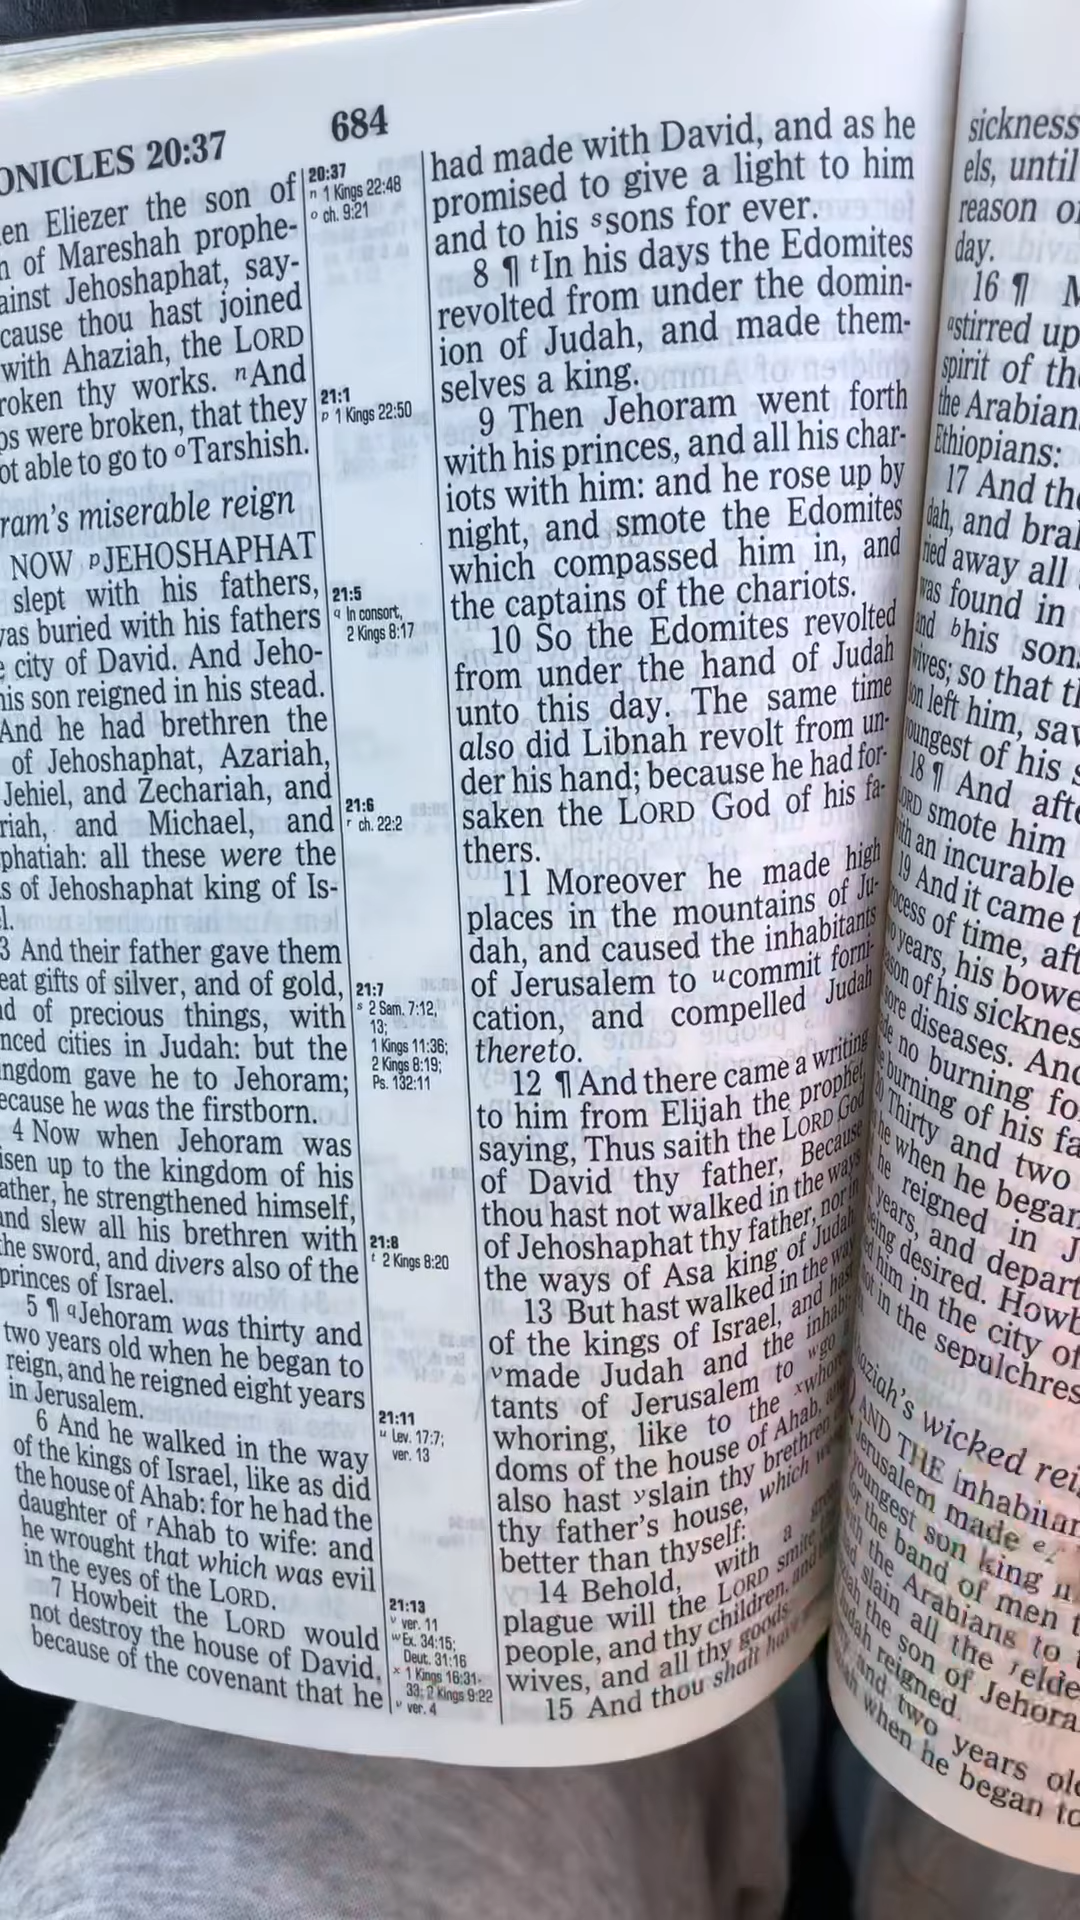 ONICLES 20:37
684
en Eliezer the son of
n of Mareshah prophe-
ainst Jehoshaphat, say-
cause thou hast joined
with Ahaziah, the LORD
roken thy works. n And
ps were broken, that they
ot able to go to o Tarshish.
ram's miserable reign
NOW p JEHOSHAPHAT
slept with his fathers,
vas buried with his fathers
e city of David. And Jeho-
his son reigned in his stead.
And he had brethren the
of Jehoshaphat, Azariah,
Jehiel, and Zechariah, and
riah, and Michael, and
phatiah: all these were the
s of Jehoshaphat king of Is-
l.
3 And their father gave them
eat gifts of silver, and of gold,
nd of precious things, with
nced cities in Judah: but the
ngdom gave he to Jehoram;
ecause he was the firstborn.
4 Now when Jehoram was
isen up to the kingdom of his
ather, he strengthened himself,
and slew all his brethren with
the sword, and divers also of the
princes of Israel.
5 ¶ q Jehoram was thirty and
two years old when he began to
reign, and he reigned eight years
in Jerusalem.
6 And he walked in the way
of the kings of Israel, like as did
the house of Ahab: for he had the
daughter of r Ahab to wife: and
he wrought that which was evil
in the eyes of the LORD.
7 Howbeit the LORD would
not destroy the house of David,
because of the covenant that he
20:37
n 1 Kings 22:48
o ch. 9:21
21:1
p 1 Kings 22:50
21:5
q In consort,
2 Kings 8:17
21:6
r ch. 22:2
21:7
s 2 Sam. 7:12,
13;
1 Kings 11:36;
2 Kings 8:19;
Ps. 132:11
21:8
t 2 Kings 8:20
21:11
u Lev. 17:7;
ver. 13
21:13
v ver. 11
w Ex. 34:15;
Deut. 31:16
x 1 Kings 16:31-
33; 2 Kings 9:22
y ver. 4
had made with David, and as he
promised to give a light to him
and to his s sons for ever.
8 ¶ t In his days the Edomites
revolted from under the domin-
ion of Judah, and made them-
selves a king.
9 Then Jehoram went forth
with his princes, and all his char-
iots with him: and he rose up by
night, and smote the Edomites
which compassed him in, and
the captains of the chariots.
10 So the Edomites revolted
from under the hand of Judah
unto this day. The same time
also did Libnah revolt from un-
der his hand; because he had for-
saken the LORD God of his fa-
thers.
11 Moreover he made high
places in the mountains of Ju-
dah, and caused the inhabitants
of Jerusalem to u commit forni-
cation, and compelled Judah
thereto.
12 ¶ And there came a writing
to him from Elijah the prophet,
saying, Thus saith the LORD God
of David thy father, Because
thou hast not walked in the ways
of Jehoshaphat thy father, nor in
the ways of Asa king of Judah,
13 But hast walked in the way
of the kings of Israel, and hast
v made Judah and the inhabi-
tants of Jerusalem to w go
whoring, like to the x whore-
doms of the house of Ahab, and
also hast y slain thy brethren
thy father's house, which were
better than thyself:
14 Behold, with a
plague will the LORD smite
people, and thy children, and
wives, and all thy goods
15 And thou shalt have
sickness
els, until
reason o
day.
16 ¶ M
a stirred up
spirit of th
the Arabian
Ethiopians:
17 And the
dah, and bra
ried away all
was found in
and b his son
wives; so that t
son left him, sav
oungest of his s
18 ¶ And afte
LORD smote him
ith an incurable
19 And it came t
ocess of time, aft
o years, his bowe
ason of his sicknes
sore diseases. And
de no burning fo
burning of his fa
Thirty and two
he when he began
he reigned in J
years, and depart
eing desired. Howb
ed him in the city of
ot in the sepulchres
haziah's wicked rei
AND THE inhabitan
Jerusalem made
youngest son king
or the band of men t
th the Arabians to
slain all the r elde
the son of Jehora
reigned.
and two years old
when he began to